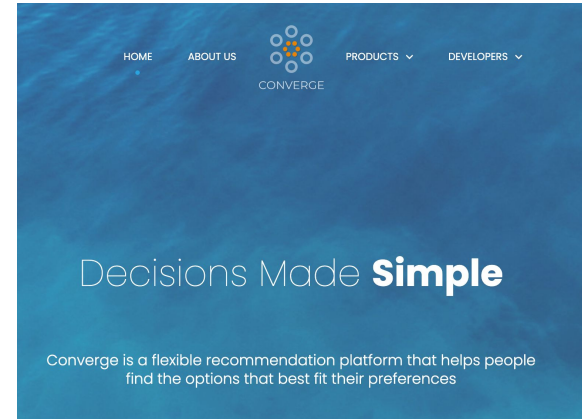 HOME ABOUT US PRODUCTS DEVELOPERS
CONVERGE
Decisions Made Simple
Converge is a flexible recommendation platform that helps people
find the options that best fit their preferences